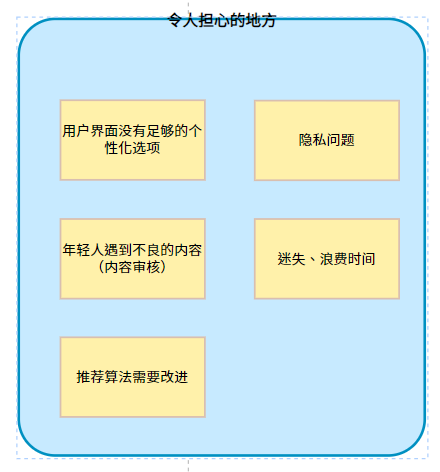 令人担心的地方
用户界面没有足够的个
性化选项
隐私问题
年轻人遇到不良的内容
（内容审核）
迷失、浪费时间
推荐算法需要改进